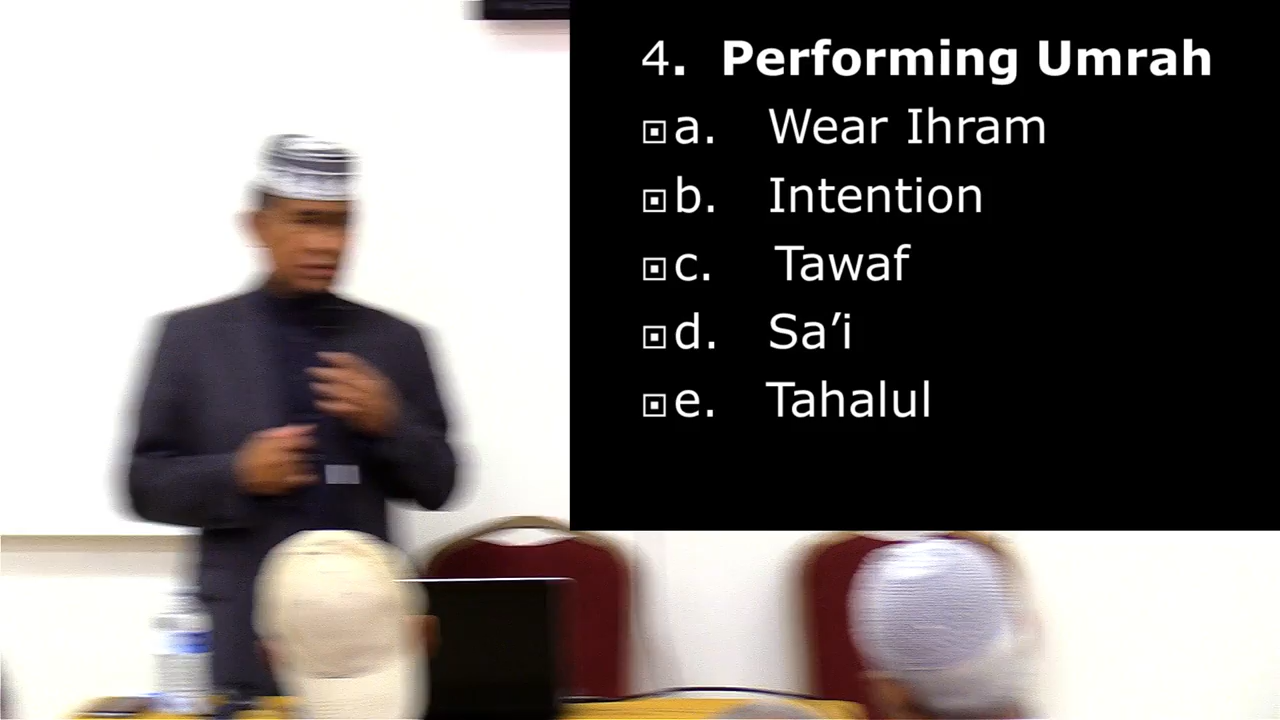 4. Performing Umrah
a. Wear Ihram
b. Intention
c. Tawaf
d. Sa’i
e. Tahalul